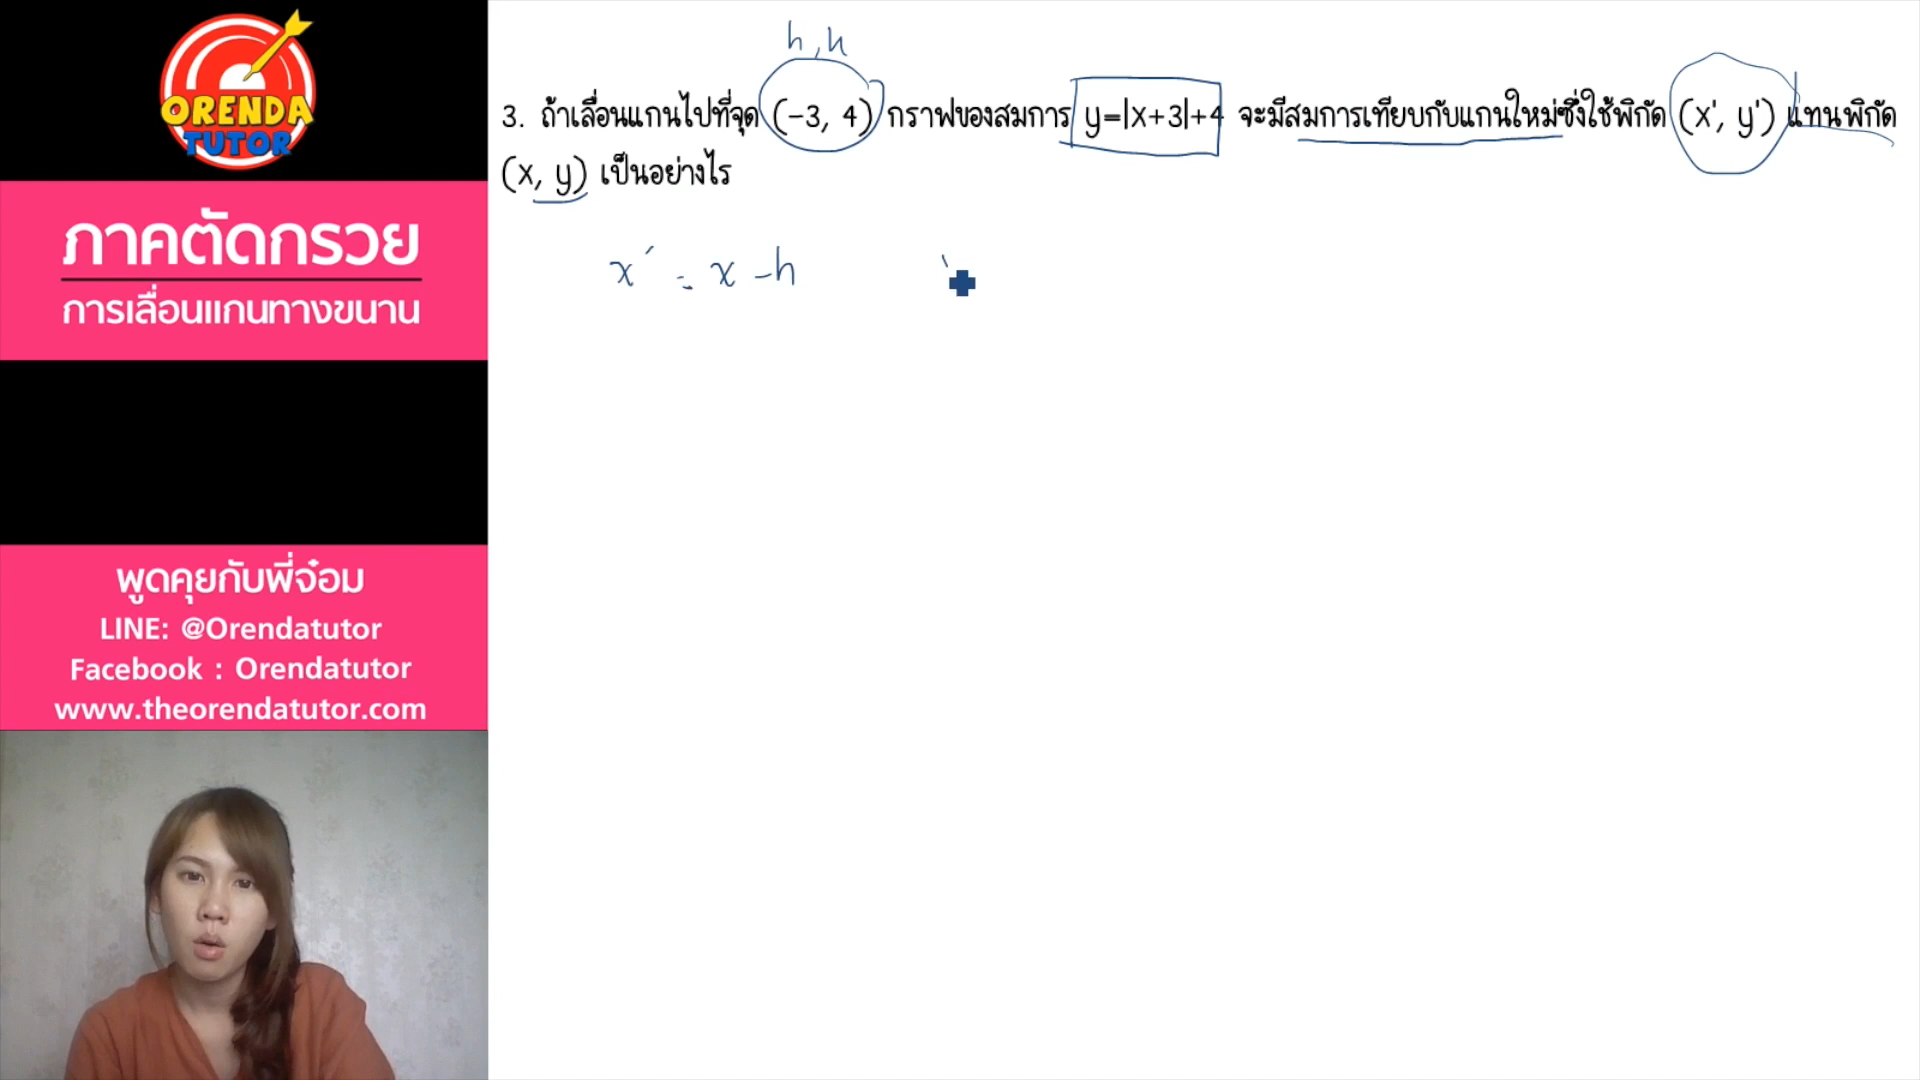 ORENDA
TUTOR
ภาคตัดกรวย
การเลื่อนแกนทางขนาน
พูดคุยกับพี่จ๋อม
LINE: @Orendatutor
Facebook : Orendatutor
www.theorendatutor.com
h, k
3. ถ้าเลื่อนแกนไปที่จุด (-3, 4) กราฟของสมการ y=|x+3|+4 จะมีสมการเทียบกับแกนใหม่ซึ่งใช้พิกัด (x', y') แทนพิกัด
(x, y) เป็นอย่างไร
x' = x - h